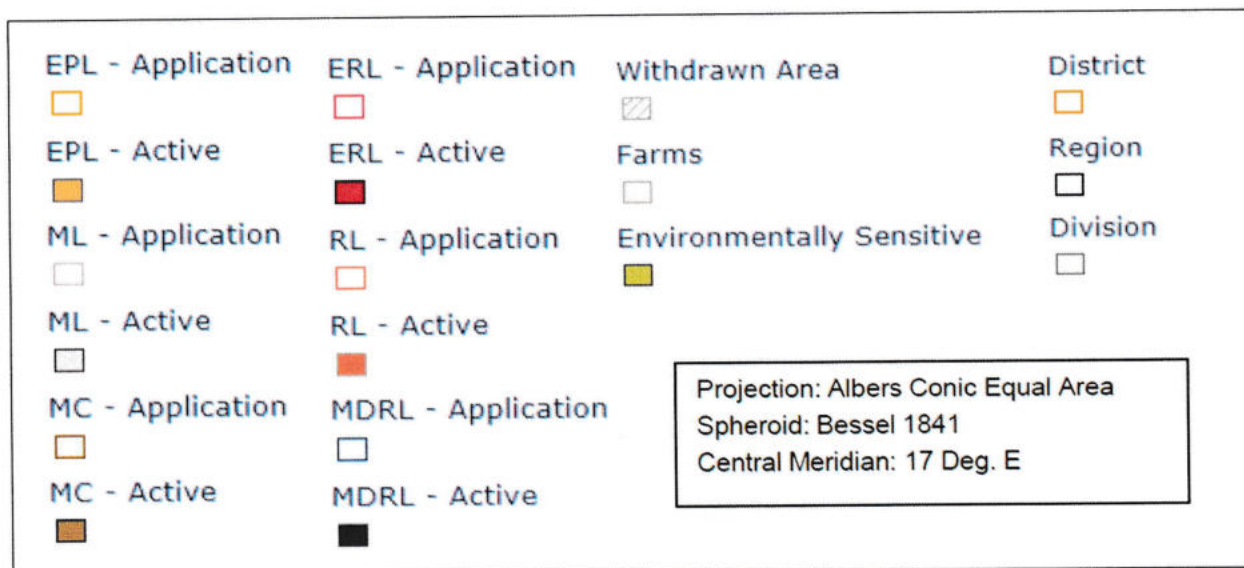 EPL - Application
EPL - Active
ML - Application
ML - Active
MC - Application
MC - Active
ERL - Application
ERL - Active
RL - Application
RL - Active
MDRL - Application
MDRL - Active
Withdrawn Area
Farms
Environmentally Sensitive
District
Region
Division
Projection: Albers Conic Equal Area
Spheroid: Bessel 1841
Central Meridian: 17 Deg. E